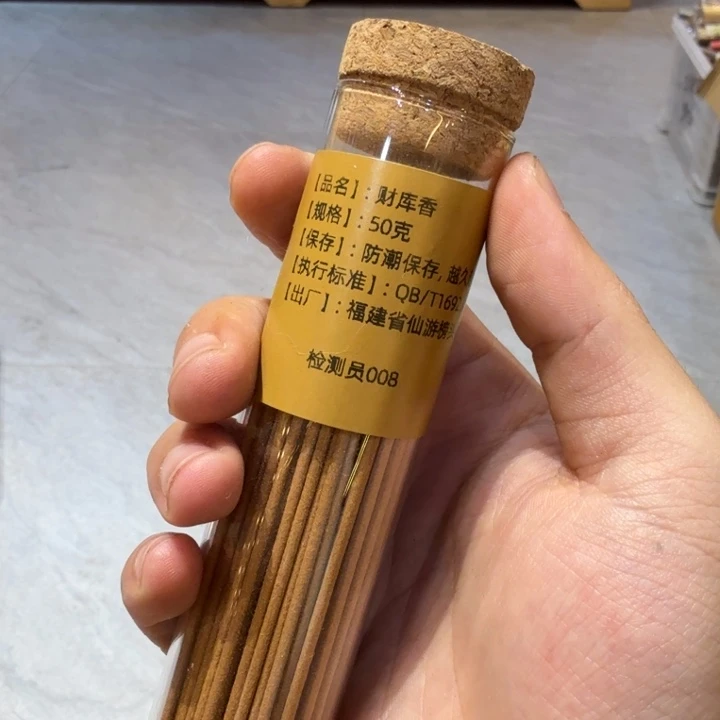 【品名】: 财库香
【规格】: 50克
【保存】: 防潮保存, 越久
【执行标准】: QB/T169
【出厂】: 福建省仙游榜
检测员008